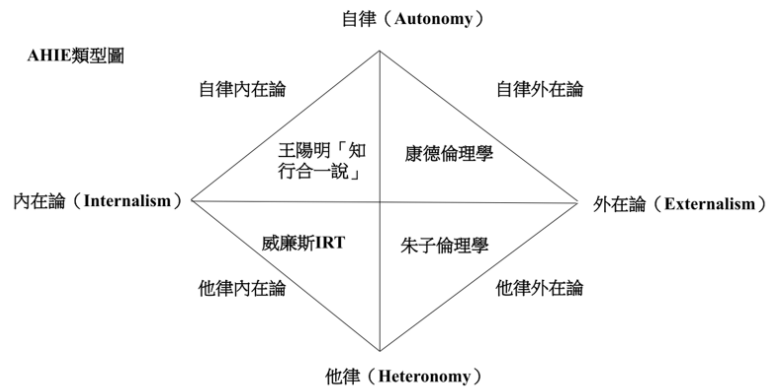 自律（Autonomy）
AHIE類型圖
自律內在論
自律外在論
王陽明「知
行合一說」
康德倫理學
內在論（Internalism）
外在論（Externalism）
威廉斯IRT
朱子倫理學
他律內在論
他律外在論
他律（Heteronomy）